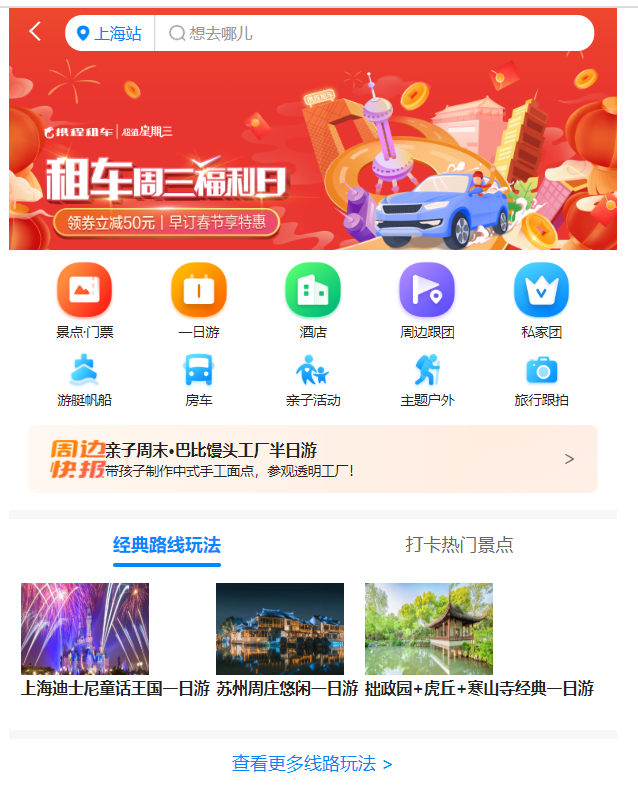 上海站
想去哪儿
携程租车
携程租车 | 超值星期三
租车周三福利日
领券立减50元 | 早订春节享特惠
景点·门票
一日游
酒店
周边跟团
私家团
游艇帆船
房车
亲子活动
主题户外
旅行跟拍
周边快报
亲子周末·巴比馒头工厂半日游
带孩子制作中式手工面点，参观透明工厂！
>
经典路线玩法
打卡热门景点
上海迪士尼童话王国一日游
苏州周庄悠闲一日游
拙政园+虎丘+寒山寺经典一日游
查看更多线路玩法 >